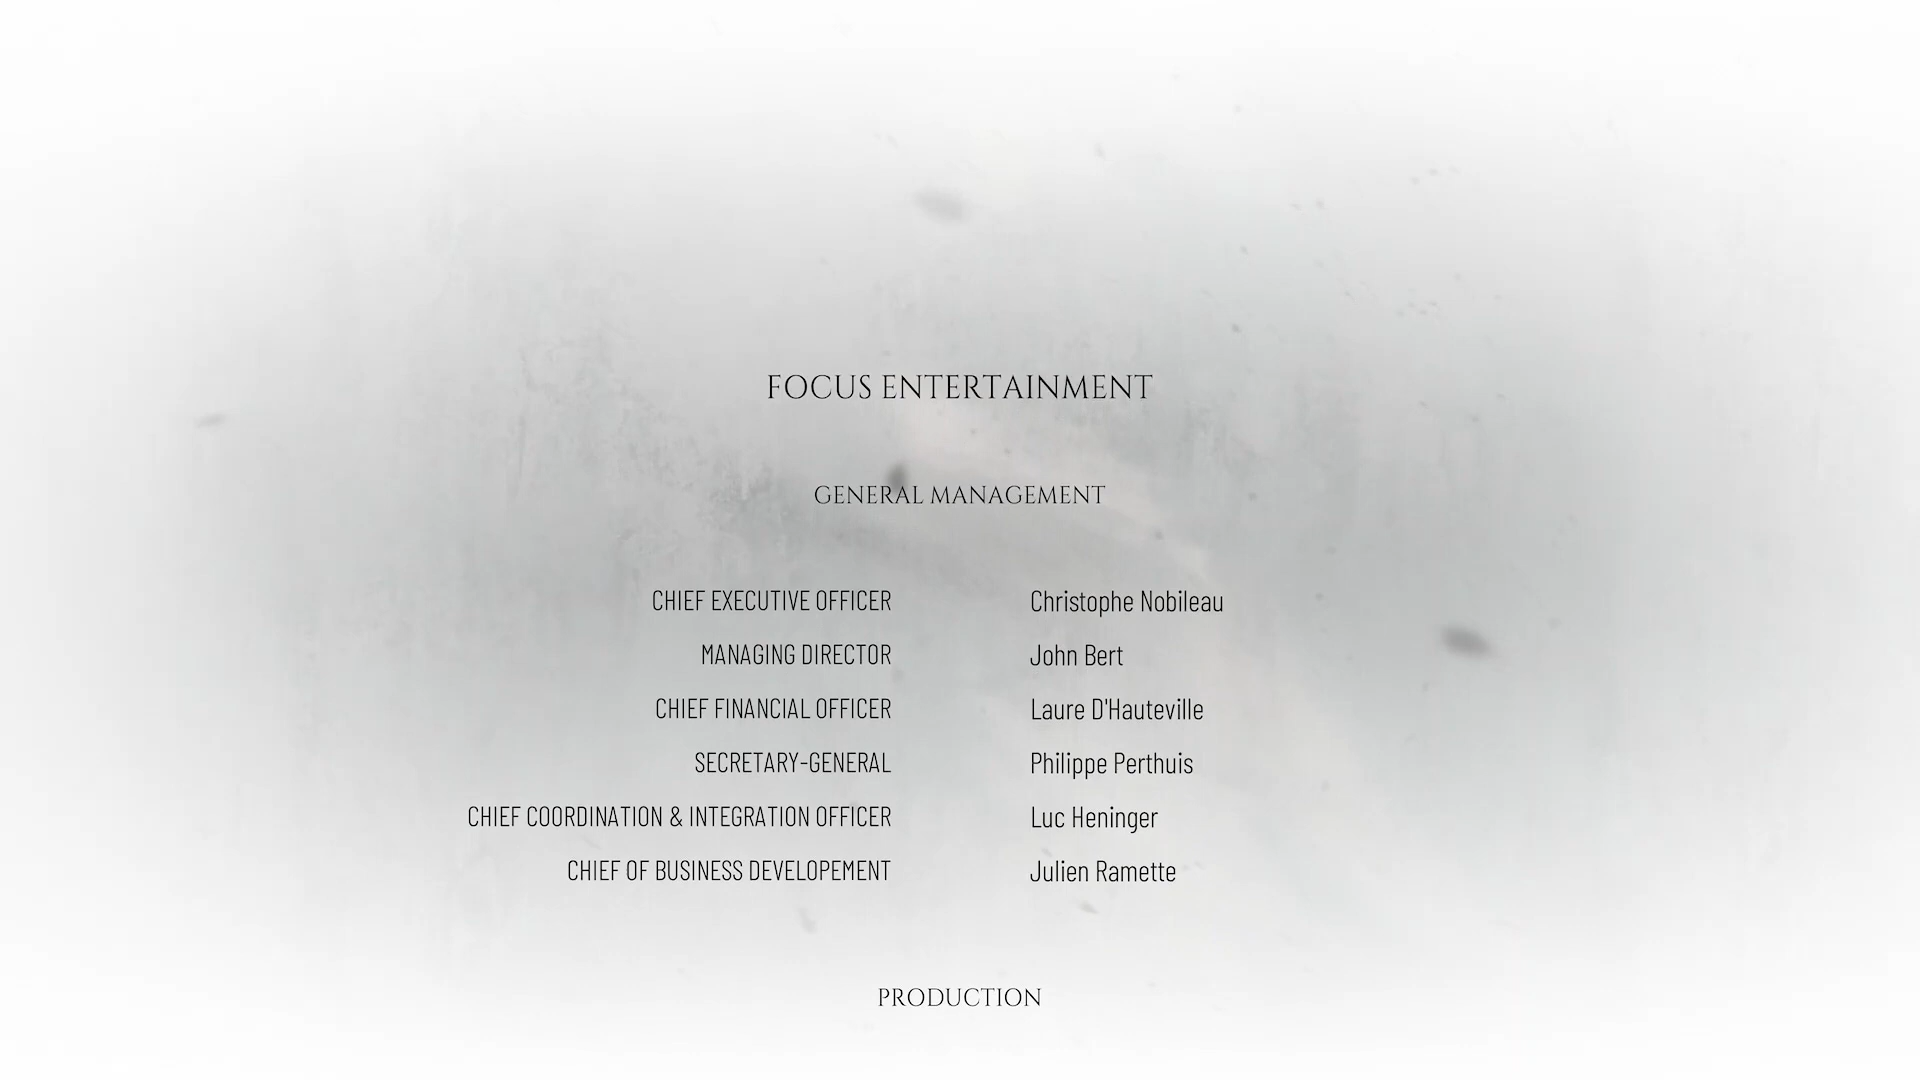 FOCUS ENTERTAINMENT
GENERAL MANAGEMENT
CHIEF EXECUTIVE OFFICER Christophe Nobileau
MANAGING DIRECTOR John Bert
CHIEF FINANCIAL OFFICER Laure D'Hauteville
SECRETARY-GENERAL Philippe Perthuis
CHIEF COORDINATION & INTEGRATION OFFICER Luc Heninger
CHIEF OF BUSINESS DEVELOPEMENT Julien Ramette
PRODUCTION